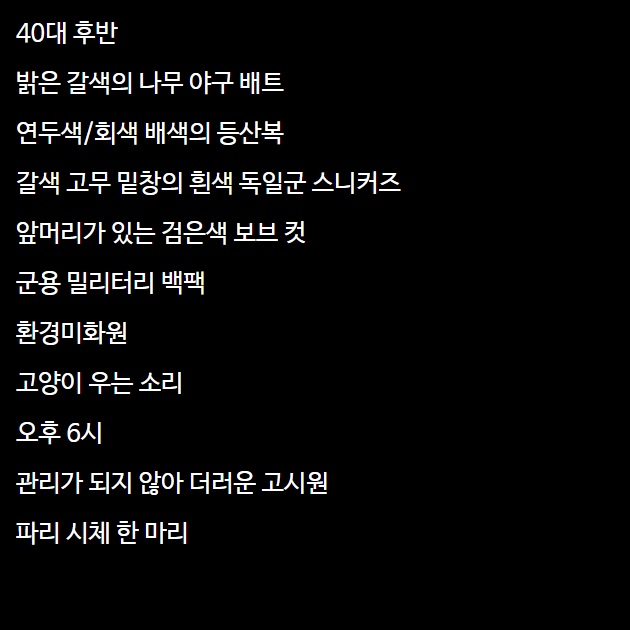 40대 후반
밝은 갈색의 나무 야구 배트
연두색/회색 배색의 등산복
갈색 고무 밑창의 흰색 독일군 스니커즈
앞머리가 있는 검은색 보브 컷
군용 밀리터리 백팩
환경미화원
고양이 우는 소리
오후 6시
관리가 되지 않아 더러운 고시원
파리 시체 한 마리